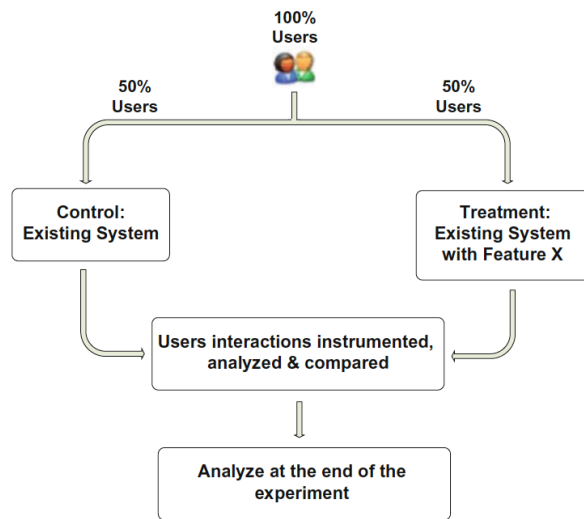 100%
Users
50%
Users
50%
Users
Control:
Existing System
Treatment:
Existing System
with Feature X
Users interactions instrumented,
analyzed & compared
Analyze at the end of the
experiment